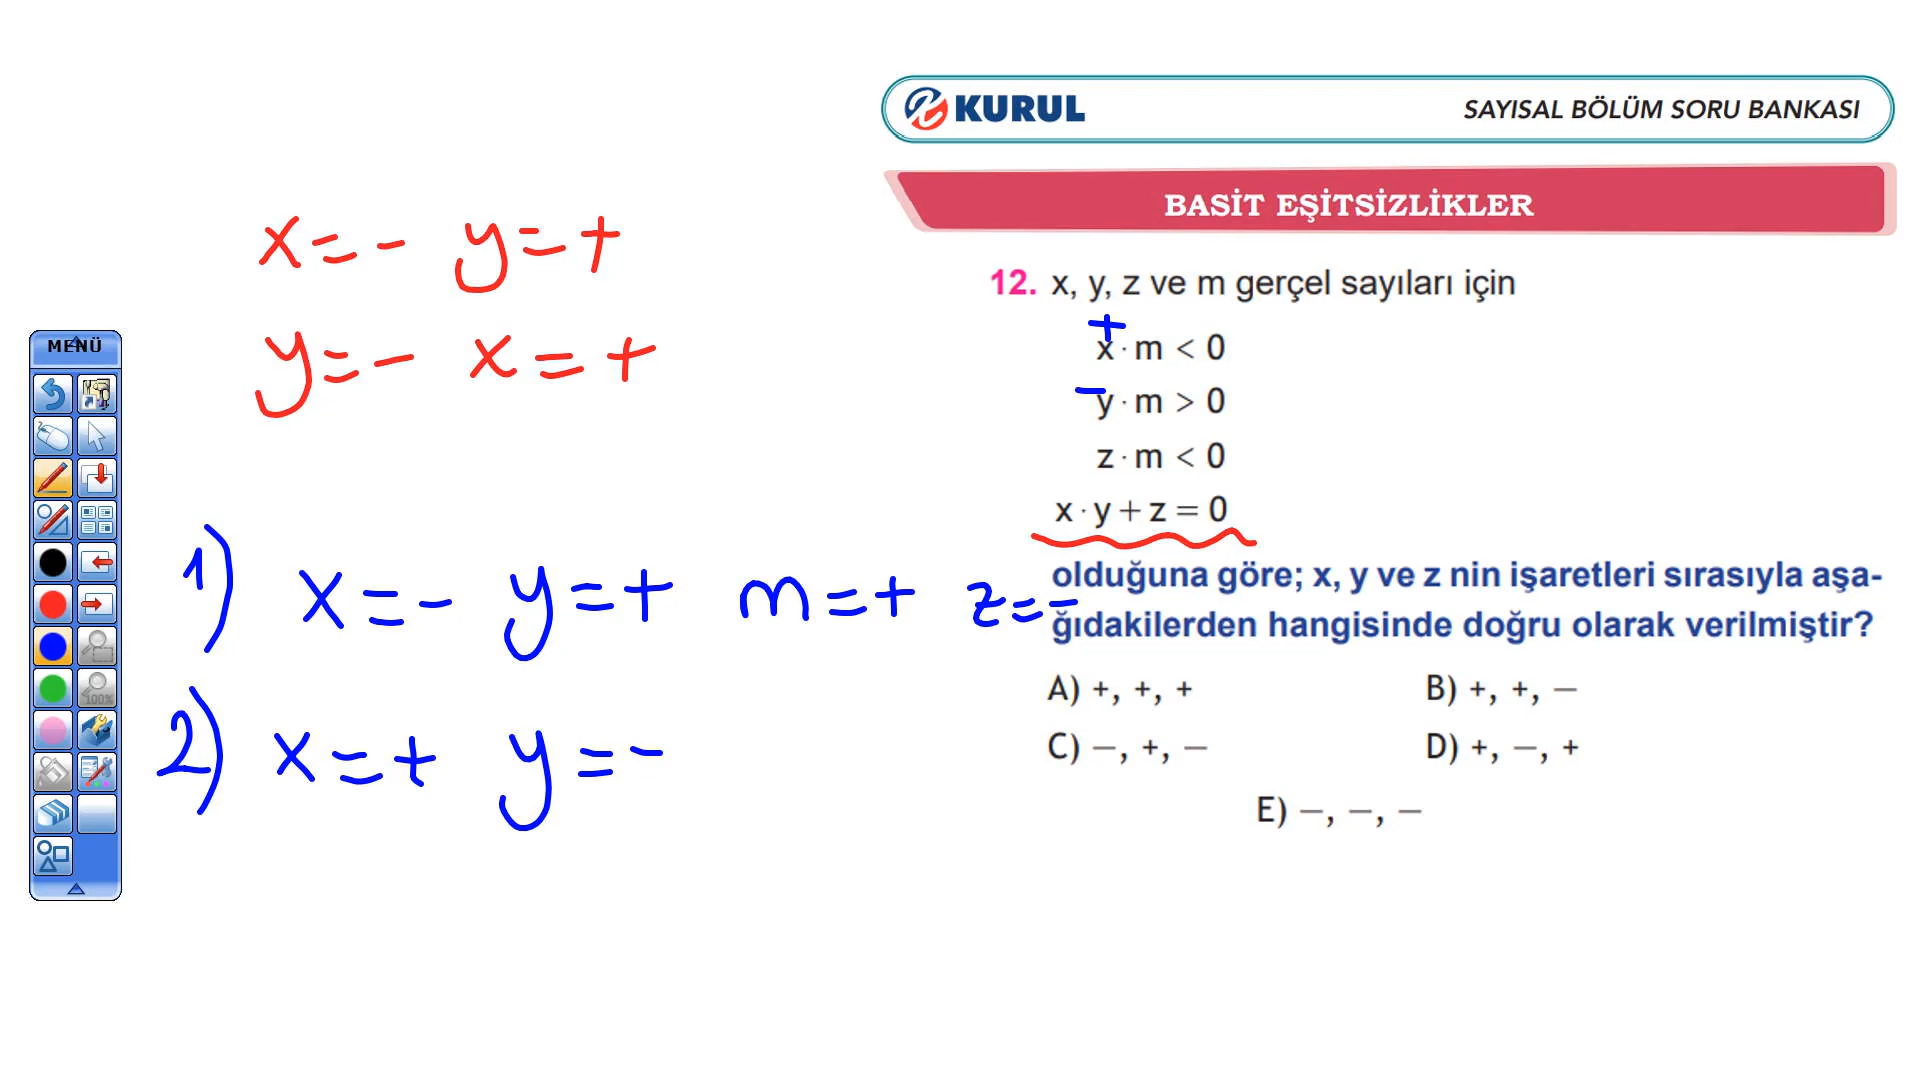 KURUL
SAYISAL BÖLÜM SORU BANKASI
BASİT EŞİTSİZLİKLER
x = - y = +
y = - x = +
MENÜ
12. x, y, z ve m gerçel sayıları için
+
x · m < 0
-
y · m > 0
z · m < 0
x · y + z = 0
olduğuna göre; x, y ve z nin işaretleri sırasıyla aşa-
ğıdakilerden hangisinde doğru olarak verilmiştir?
1) x = - y = + m = + z = -
2) x = + y = -
A) +, +, + B) +, +, −
C) −, +, − D) +, −, +
E) −, −, −
100%